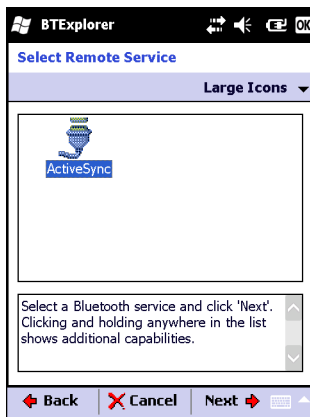 BTExplorer
OK
Select Remote Service
Large Icons
ActiveSync
Select a Bluetooth service and click 'Next'.
Clicking and holding anywhere in the list
shows additional capabilities.
Back Cancel Next